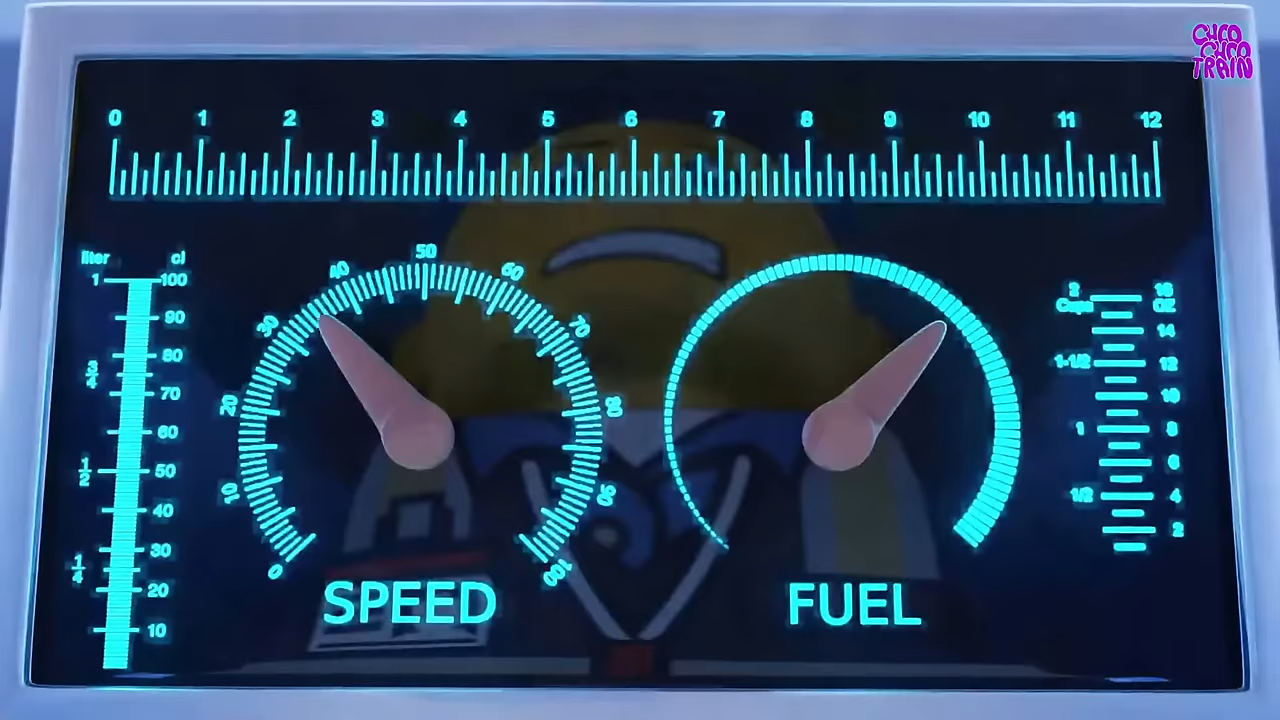 CHCO
CHCO
TRAIN
0 1 2 3 4 5 6 7 8 9 10 11 12
liter cl
1 100
90
80
3/4
70
60
1/2 50
40
30
1/4
20
10
0 10 20 30 40 50 60 70 80 90 100
SPEED
FUEL
2 16
Cups OZ
14
1-1/2 12
10
1 8
6
1/2 4
2